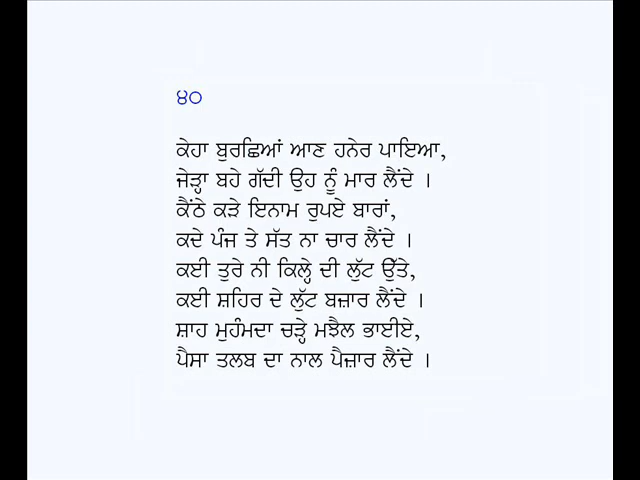 ੪੦
ਕੇਹਾ ਬੁਰਛਿਆਂ ਆਣ ਹਨੇਰ ਪਾਇਆ,
ਜੇੜ੍ਹਾ ਬਹੇ ਗੱਦੀ ਉਹ ਨੂੰ ਮਾਰ ਲੈਂਦੇ ।
ਕੈਂਠੇ ਕੜੇ ਇਨਾਮ ਰੁਪਏ ਬਾਰਾਂ,
ਕਦੇ ਪੰਜ ਤੇ ਸੱਤ ਨਾ ਚਾਰ ਲੈਂਦੇ ।
ਕਈ ਤੁਰੇ ਨੀ ਕਿਲ੍ਹੇ ਦੀ ਲੁੱਟ ਉੱਤੇ,
ਕਈ ਸ਼ਹਿਰ ਦੇ ਲੁੱਟ ਬਜ਼ਾਰ ਲੈਂਦੇ ।
ਸ਼ਾਹ ਮੁਹੰਮਦਾ ਚੜ੍ਹੇ ਮਝੈਲ ਭਾਈਏ,
ਪੈਸਾ ਤਲਬ ਦਾ ਨਾਲ ਪੈਜ਼ਾਰ ਲੈਂਦੇ ।